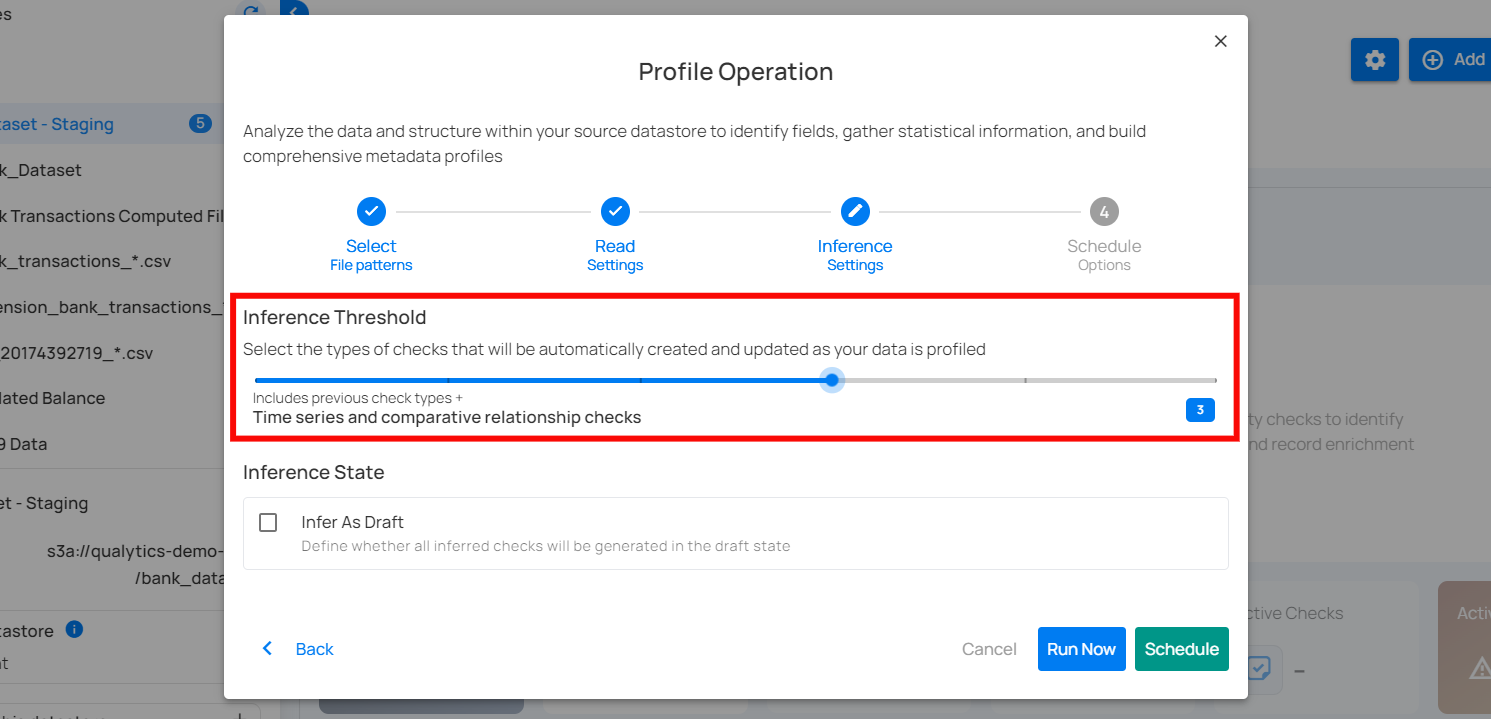 es
Add
aset - Staging
5
k_Dataset
k Transactions Computed Fil
k_transactions_*.csv
ension_bank_transactions_
20174392719_*.csv
lated Balance
9 Data
et - Staging
s3a://qualytics-demo-
/bank_data
tastore
Profile Operation
Analyze the data and structure within your source datastore to identify fields, gather statistical information, and build
comprehensive metadata profiles
Select
File patterns
Read
Settings
Inference
Settings
4
Schedule
Options
Inference Threshold
Select the types of checks that will be automatically created and updated as your data is profiled
Includes previous check types +
Time series and comparative relationship checks
3
Inference State
Infer As Draft
Define whether all inferred checks will be generated in the draft state
Back
Cancel
Run Now
Schedule
ty checks to identify
nd record enrichment
ctive Checks
–
Activ